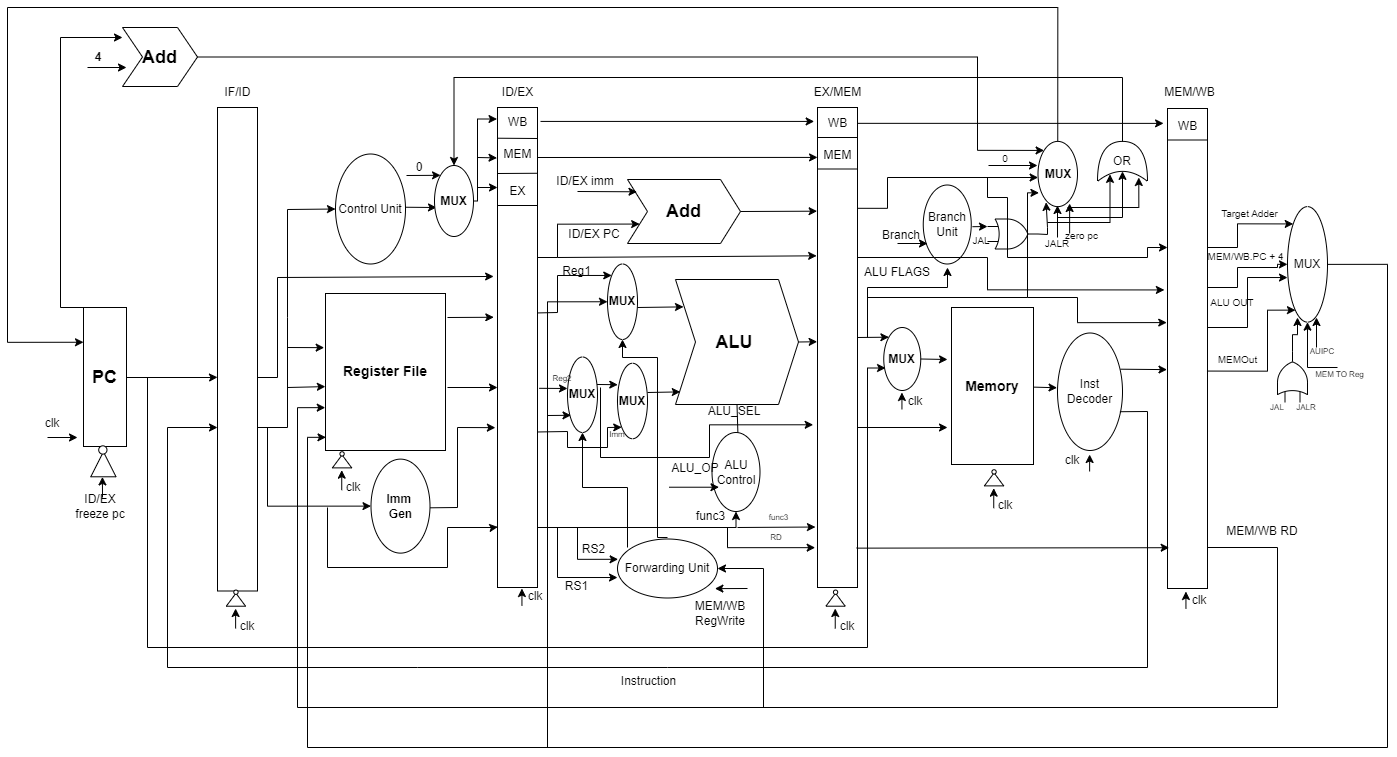 4
Add
IF/ID
ID/EX
EX/MEM
MEM/WB
WB
WB
WB
MEM
MEM
0
0
OR
MUX
MUX
EX
ID/EX imm
Control Unit
Add
Branch
Unit
Target Adder
ID/EX PC
Branch
JAL
JALR
zero pc
MEM/WB.PC + 4
MUX
Reg1
ALU FLAGS
MUX
ALU OUT
ALU
PC
Register File
MUX
MEMOut
AUIPC
Reg2
MUX
MUX
Memory
Inst
Decoder
MEM TO Reg
clk
JAL
JALR
ALU_SEL
clk
Imm
clk
ALU_OP
ALU
Control
clk
Imm
Gen
clk
ID/EX
freeze pc
func3
func3
RD
MEM/WB RD
RS2
RS1
Forwarding Unit
clk
clk
MEM/WB
RegWrite
clk
clk
Instruction